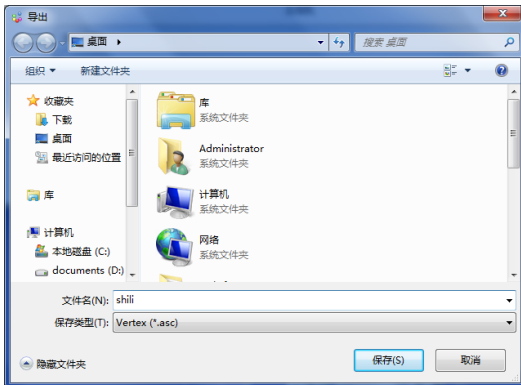 导出
桌面
搜索 桌面
组织
新建文件夹
收藏夹
下载
桌面
最近访问的位置
库
计算机
本地磁盘 (C:)
documents (D:)
库
系统文件夹
Administrator
系统文件夹
计算机
系统文件夹
网络
系统文件夹
文件名(N): shili
保存类型(T): Vertex (*.asc)
隐藏文件夹
保存(S)
取消